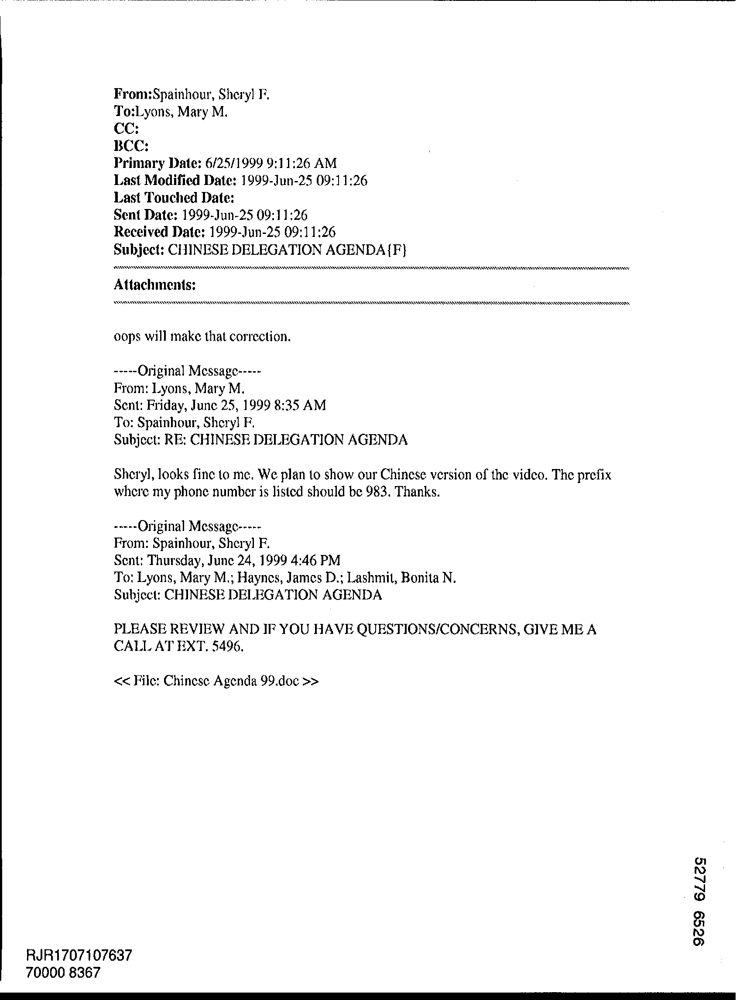 From:Spainhour, Sheryl F.
To:Lyons, Mary M.
CC:
BCC:
Primary Date: 6/25/1999 9:11:26 AM
Last Modified Date: 1999-Jun-25 09:11:26
Last Touched Date:
Sent Date: 1999-Jun-25 09:11:26
Received Date: 1999-Jun-25 09:11:26
Subject: CHINESE DELEGATION AGENDA{F}
Attachments:
oops will make that correction.
-----Original Message-----
From: Lyons, Mary M.
Sent: Friday, June 25, 1999 8:35 AM
To: Spainhour, Sheryl F.
Subject: RE: CHINESE DELEGATION AGENDA
Sheryl, looks fine to me. We plan to show our Chinese version of the video. The prefix
where my phone number is listed should be 983. Thanks.
-----Original Message-----
From: Spainhour, Sheryl F.
Sent: Thursday, June 24, 1999 4:46 PM
To: Lyons, Mary M.; Haynes, James D.; Lashmit, Bonita N.
Subject: CHINESE DELEGATION AGENDA
PLEASE REVIEW AND IF YOU HAVE QUESTIONS/CONCERNS, GIVE ME A
CALL AT EXT. 5496.
<< File: Chinese Agenda 99.doc >>
52779 6526
RJR1707107637
70000 8367